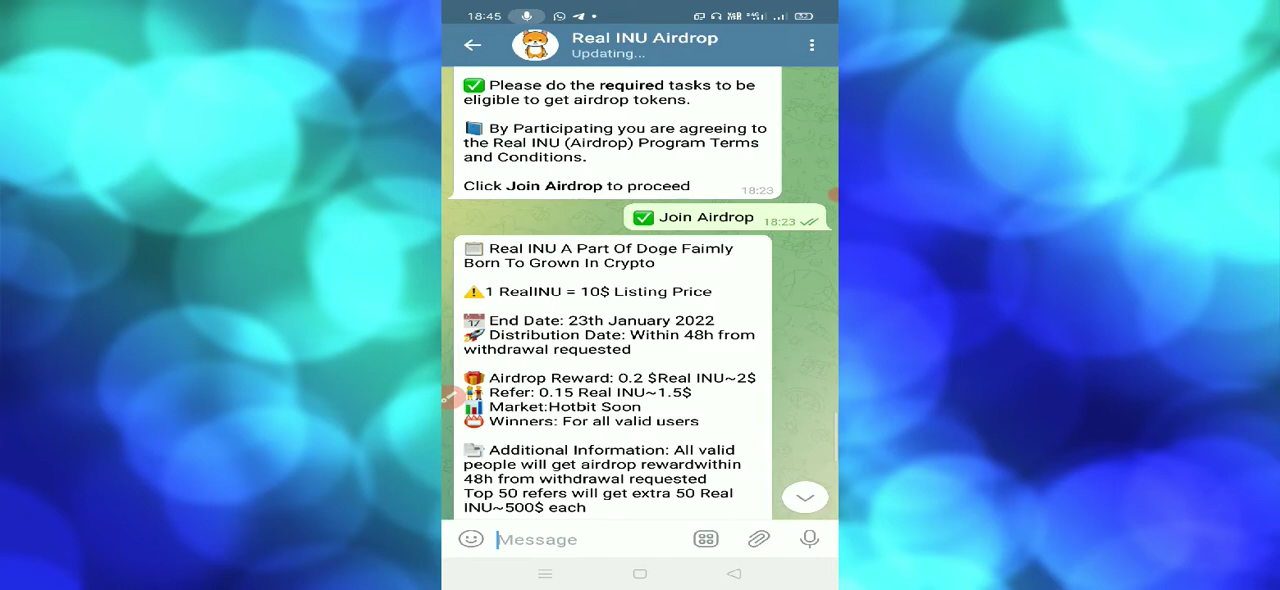 18:45
Real INU Airdrop
Updating...
✅ Please do the required tasks to be
eligible to get airdrop tokens.
📘 By Participating you are agreeing to
the Real INU (Airdrop) Program Terms
and Conditions.
Click Join Airdrop to proceed
18:23
✅ Join Airdrop 18:23
Real INU A Part Of Doge Faimly
Born To Grown In Crypto
⚠️1 RealINU = 10$ Listing Price
📅 End Date: 23th January 2022
🚀 Distribution Date: Within 48h from
withdrawal requested
🎁 Airdrop Reward: 0.2 $Real INU~2$
👫 Refer: 0.15 Real INU~1.5$
📊 Market:Hotbit Soon
Winners: For all valid users
Additional Information: All valid
people will get airdrop rewardwithin
48h from withdrawal requested
Top 50 refers will get extra 50 Real
INU~500$ each
Message